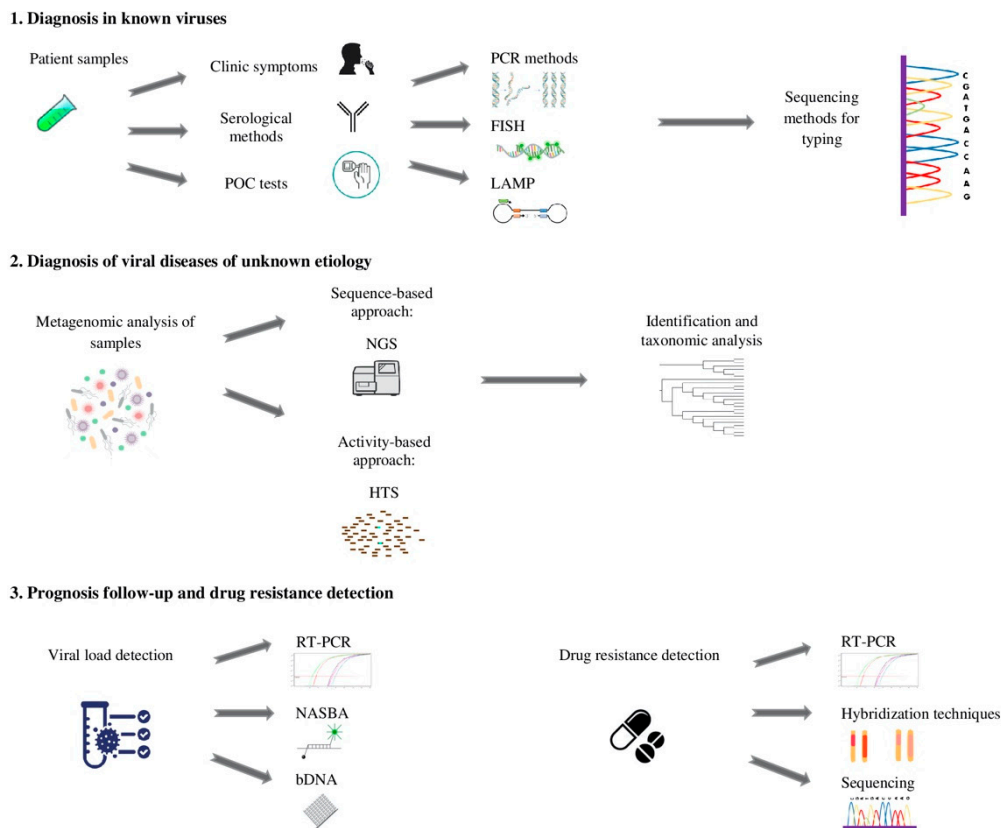 1. Diagnosis in known viruses
Patient samples
Clinic symptoms
Serological
methods
POC tests
PCR methods
FISH
LAMP
Sequencing
methods for
typing
C G A T G A C C A A G
2. Diagnosis of viral diseases of unknown etiology
Metagenomic analysis of
samples
Sequence-based
approach:
NGS
Activity-based
approach:
HTS
Identification and
taxonomic analysis
3. Prognosis follow-up and drug resistance detection
Viral load detection
RT-PCR
NASBA
bDNA
Drug resistance detection
RT-PCR
Hybridization techniques
Sequencing